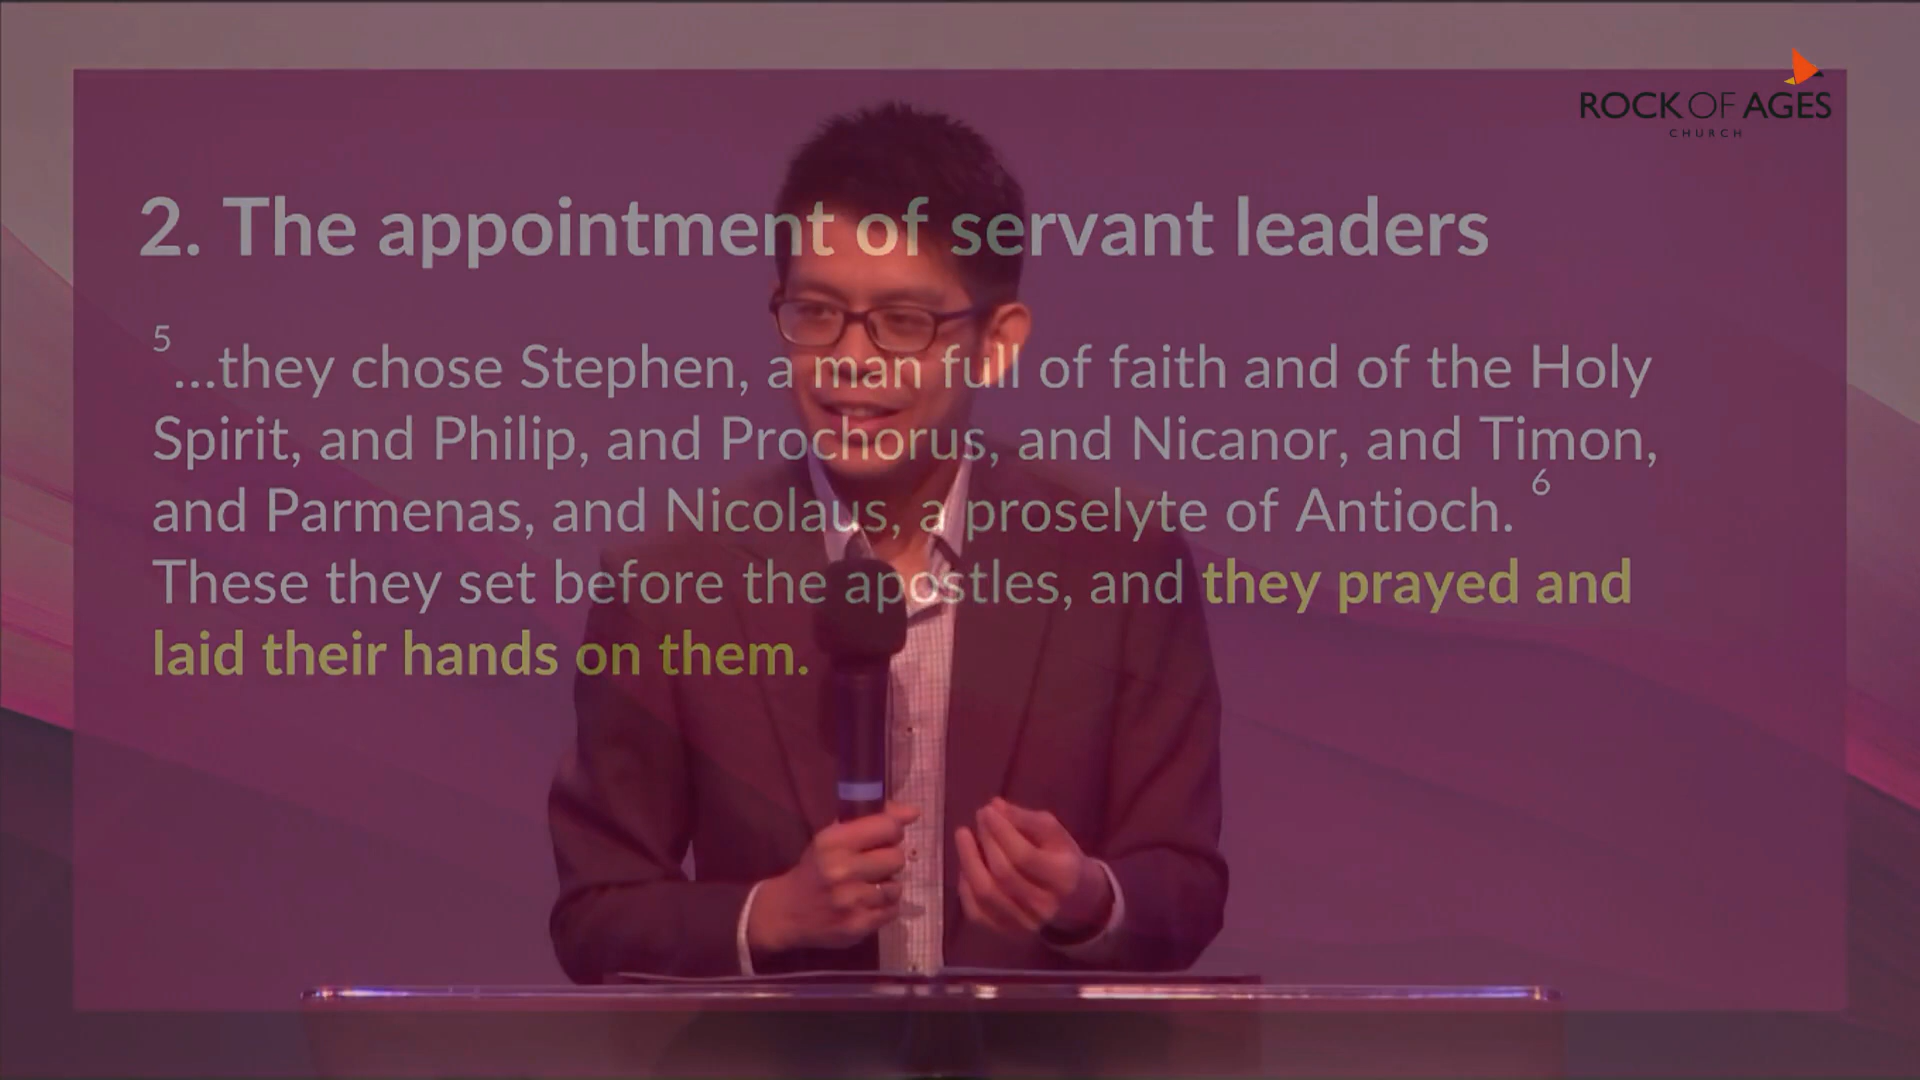 ROCK OF AGES
CHURCH
2. The appointment of servant leaders
5 ...they chose Stephen, a man full of faith and of the Holy
Spirit, and Philip, and Prochorus, and Nicanor, and Timon,
and Parmenas, and Nicolaus, a proselyte of Antioch. 6
These they set before the apostles, and they prayed and
laid their hands on them.